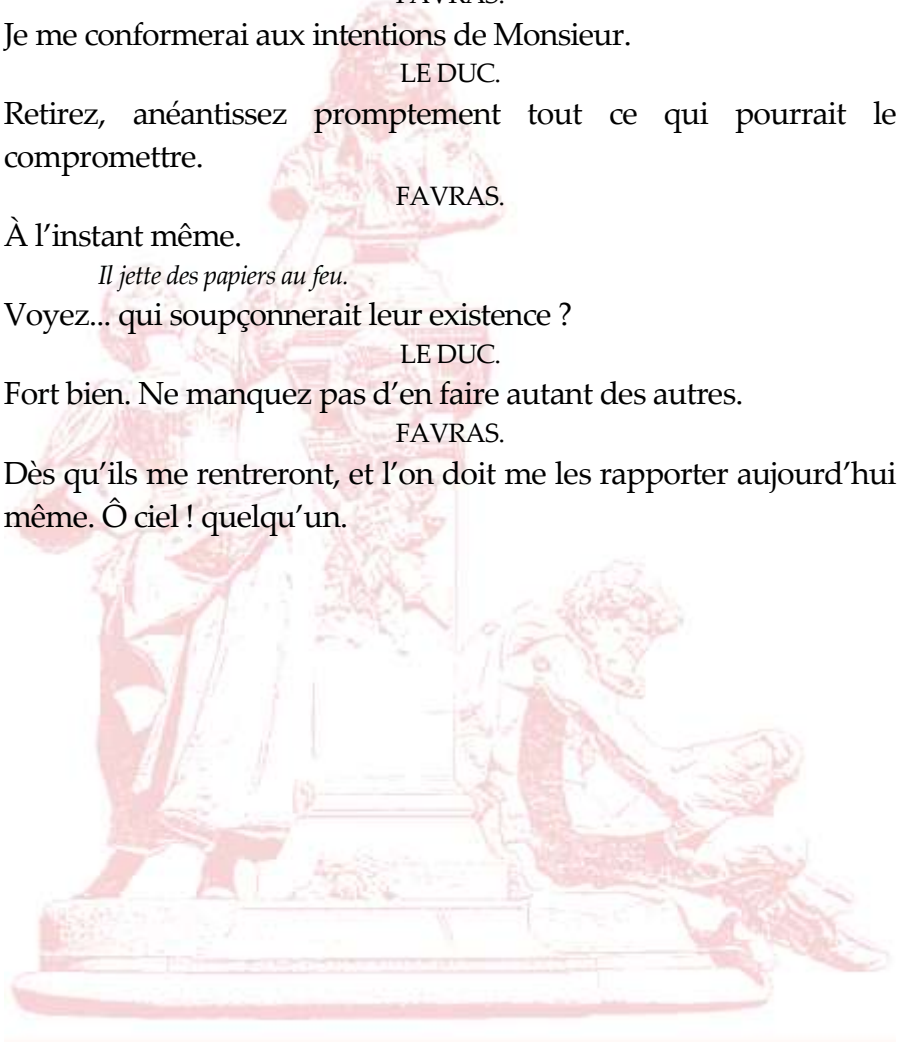 FAVRAS.
Je me conformerai aux intentions de Monsieur.
LE DUC.
Retirez, anéantissez promptement tout ce qui pourrait le
compromettre.
FAVRAS.
À l’instant même.
Il jette des papiers au feu.
Voyez... qui soupçonnerait leur existence ?
LE DUC.
Fort bien. Ne manquez pas d’en faire autant des autres.
FAVRAS.
Dès qu’ils me rentreront, et l’on doit me les rapporter aujourd’hui
même. Ô ciel ! quelqu’un.